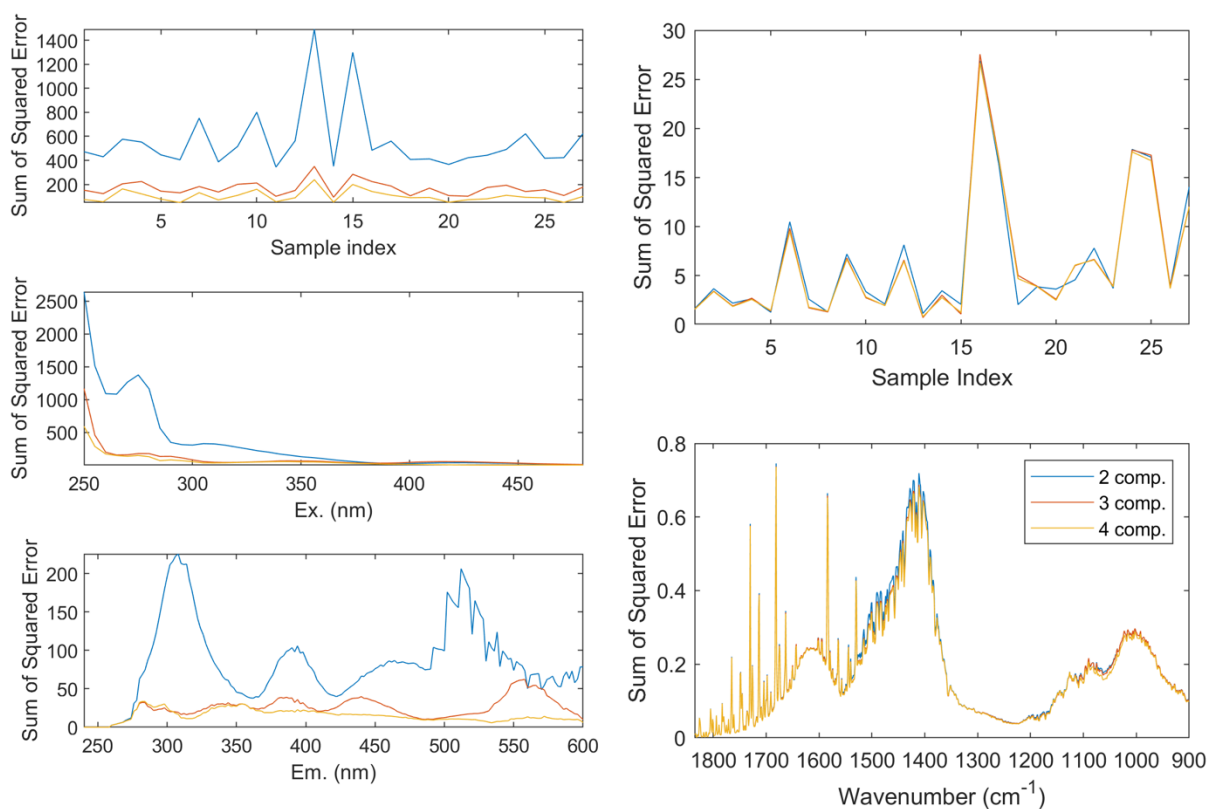 Sum of Squared Error
1400
1200
1000
800
600
400
200
5 10 15 20 25
Sample index
Sum of Squared Error
2500
2000
1500
1000
500
250 300 350 400 450
Ex. (nm)
Sum of Squared Error
200
150
100
50
0
250 300 350 400 450 500 550 600
Em. (nm)
Sum of Squared Error
30
25
20
15
10
5
0
5 10 15 20 25
Sample Index
Sum of Squared Error
0.8
0.6
0.4
0.2
0
1800 1700 1600 1500 1400 1300 1200 1100 1000 900
Wavenumber (cm⁻¹)
2 comp.
3 comp.
4 comp.